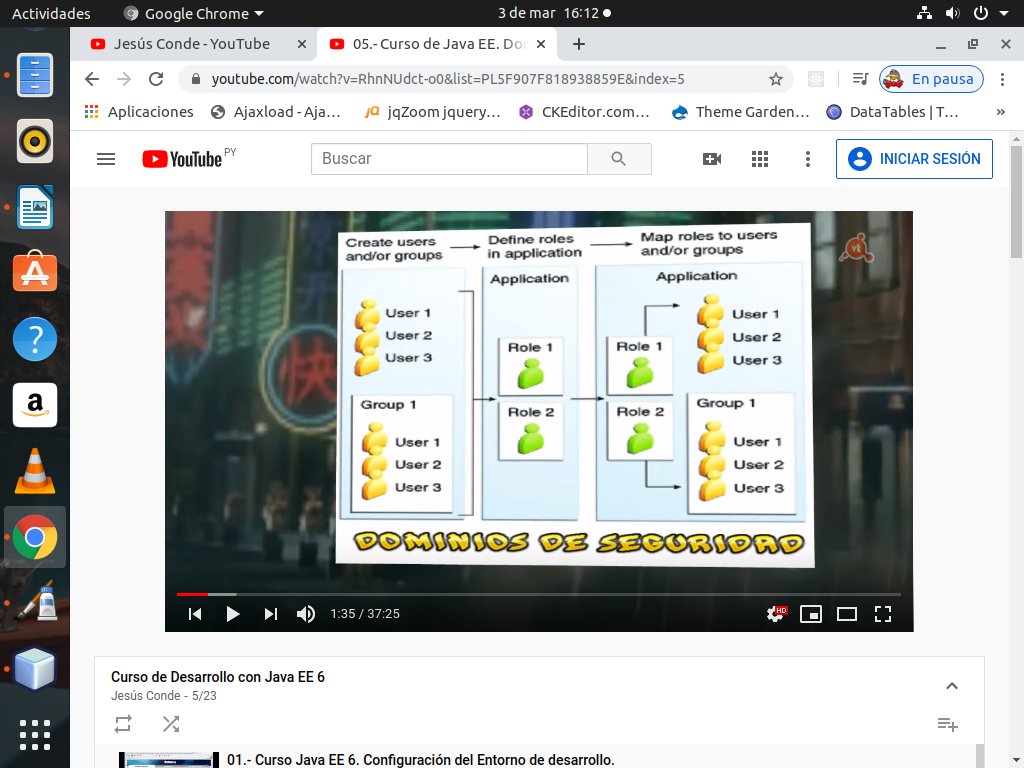 Actividades
Google Chrome
3 de mar 16:12
Jesús Conde - YouTube
05.- Curso de Java EE. Dor
youtube.com/watch?v=RhnNUdct-o0&list=PL5F907F818938859E&index=5
En pausa
Aplicaciones
Ajaxload - Aja...
jQ
jqZoom jquery...
CKEditor.com...
Theme Garden...
DataTables | T...
»
YouTube PY
Buscar
INICIAR SESIÓN
Create users and/or groups
Define roles in application
Map roles to users and/or groups
vk
Application
Application
User 1
User 2
User 3
Role 1
Role 2
Role 1
Role 2
User 1
User 2
User 3
Group 1
User 1
User 2
User 3
Group 1
User 1
User 2
User 3
快
DOMINIOS DE SEGURIDAD
1:35 / 37:25
HD
Curso de Desarrollo con Java EE 6
Jesús Conde - 5/23
01.- Curso Java EE 6. Configuración del Entorno de desarrollo.